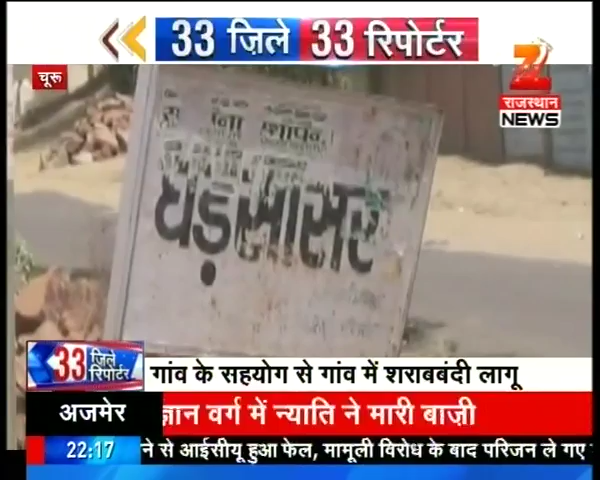 33 ज़िले 33 रिपोर्टर
चूरू
राजस्थान
NEWS
घड़सासर
33 ज़िले
रिपोर्टर
गांव के सहयोग से गांव में शराबबंदी लागू
अजमेर
ज्ञान वर्ग में न्याति ने मारी बाज़ी
22:17 ने से आईसीयू हुआ फेल, मामूली विरोध के बाद परिजन ले गए